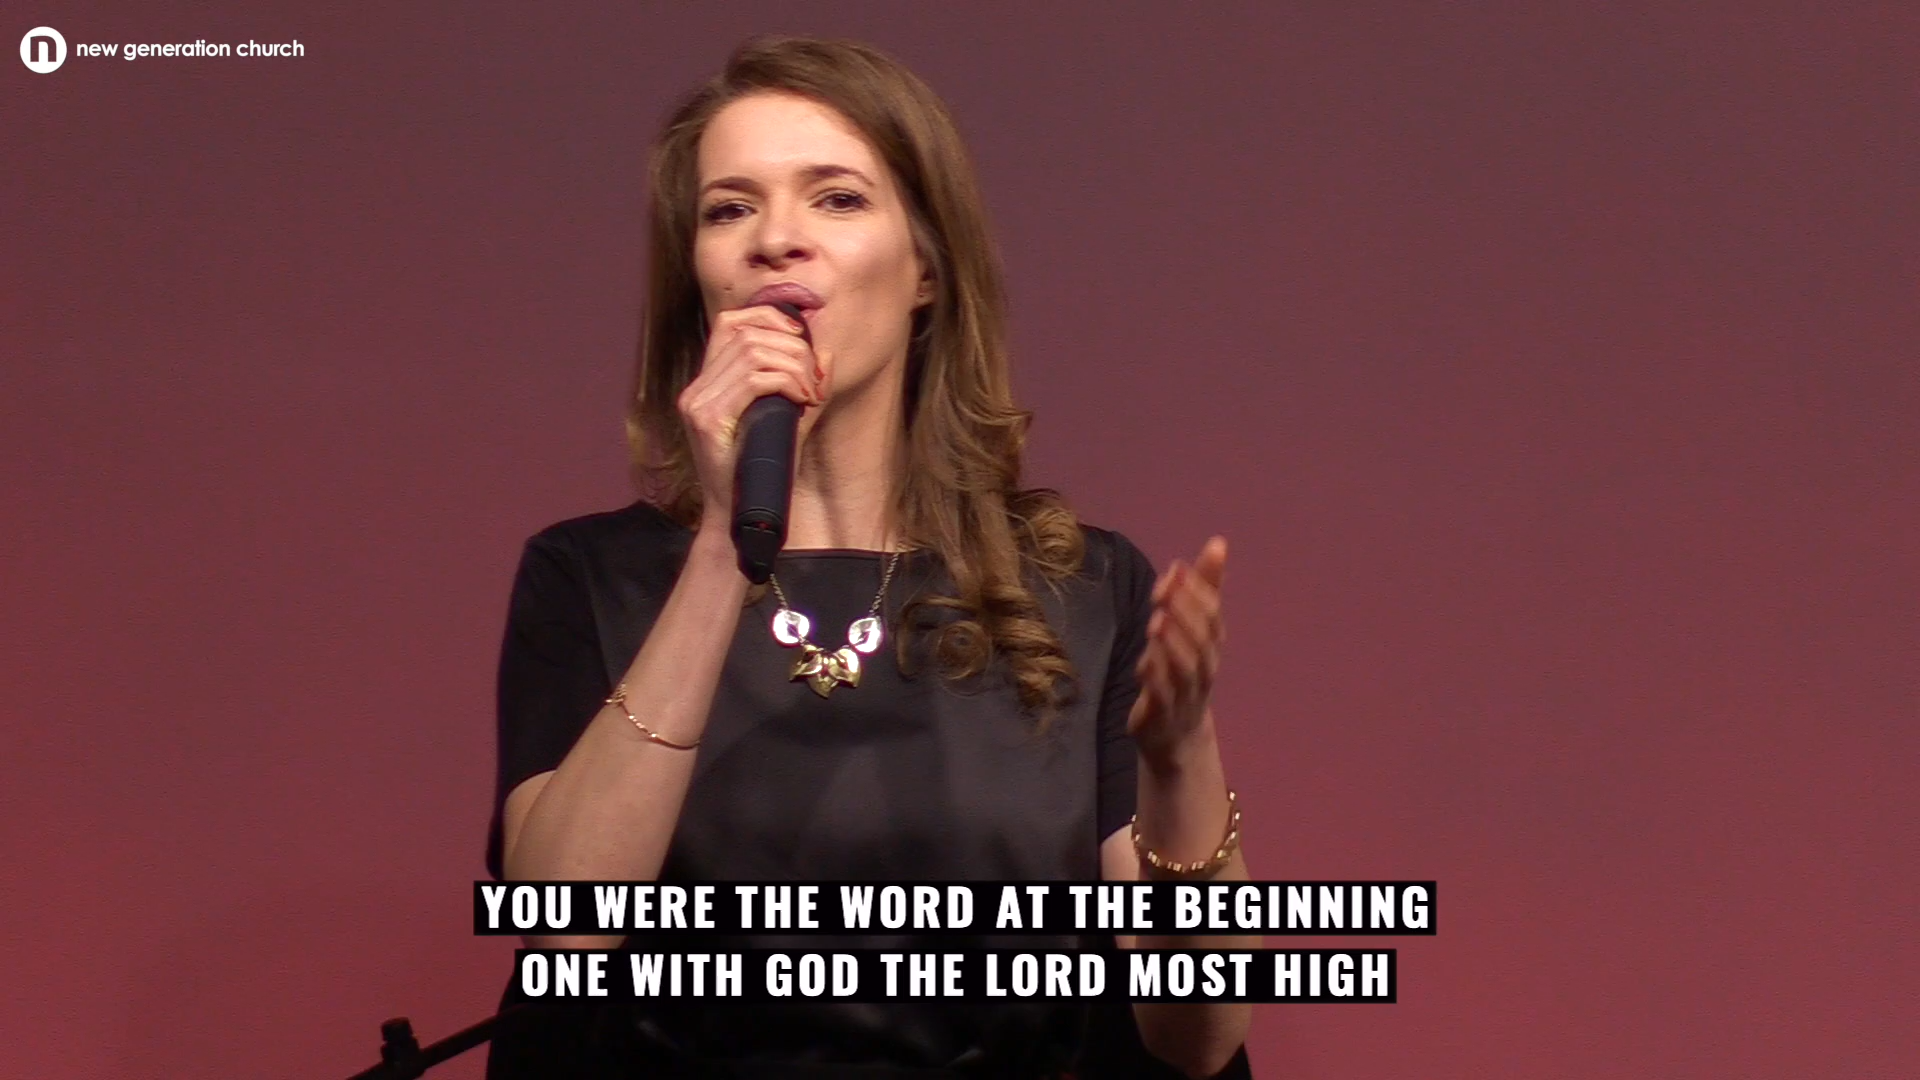 new generation church
YOU WERE THE WORD AT THE BEGINNING
ONE WITH GOD THE LORD MOST HIGH